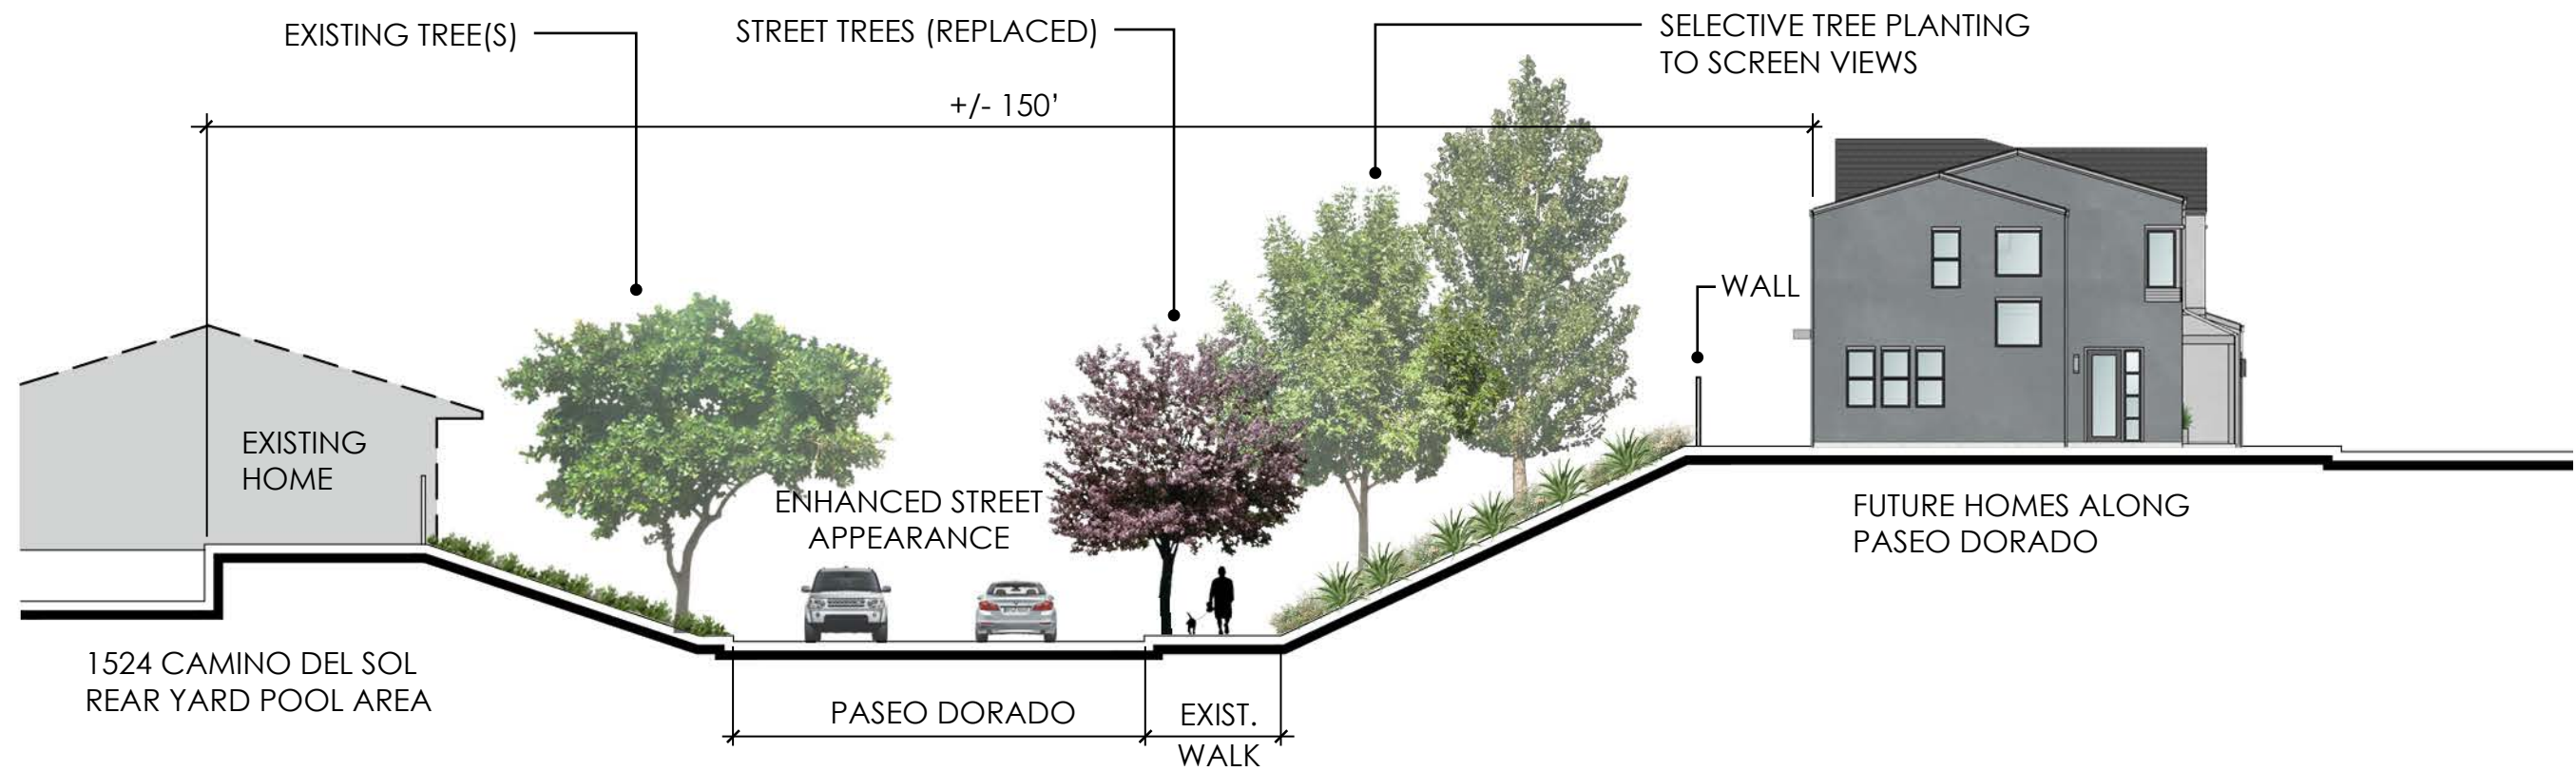 EXISTING TREE(S)
STREET TREES (REPLACED)
SELECTIVE TREE PLANTING
TO SCREEN VIEWS
+/- 150'
WALL
EXISTING
HOME
ENHANCED STREET
APPEARANCE
FUTURE HOMES ALONG
PASEO DORADO
1524 CAMINO DEL SOL
REAR YARD POOL AREA
PASEO DORADO
EXIST.
WALK